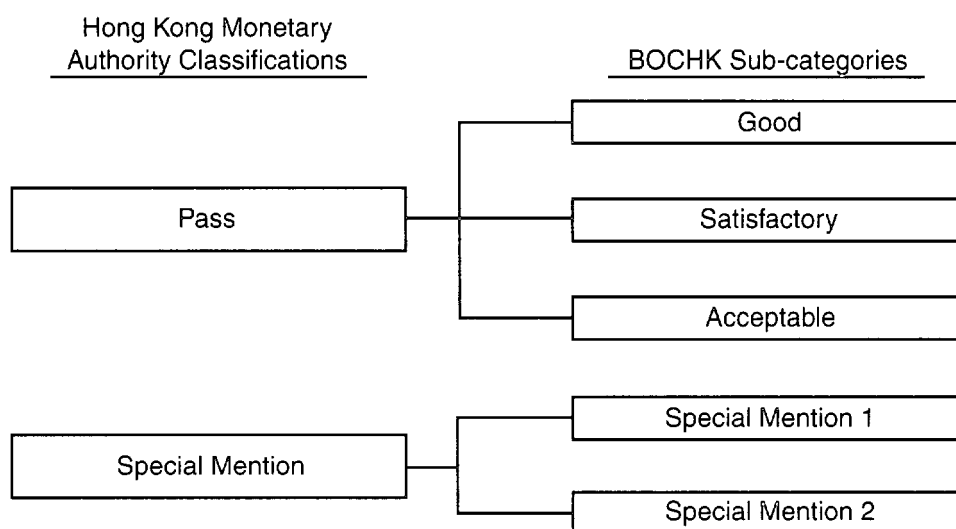 Hong Kong Monetary
Authority Classifications
BOCHK Sub-categories
Good
Pass
Satisfactory
Acceptable
Special Mention 1
Special Mention
Special Mention 2